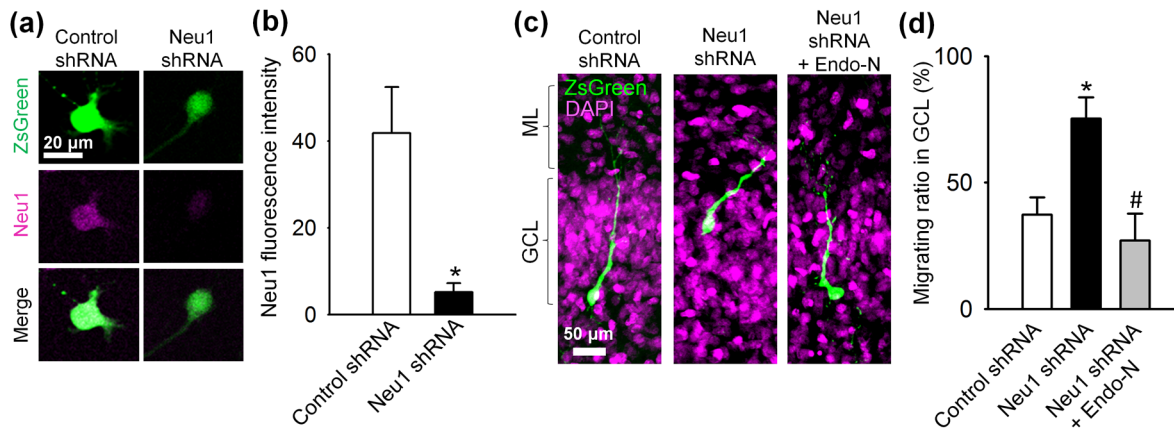 (a)
Control
shRNA
Neu1
shRNA
ZsGreen
20 µm
Neu1
Merge
(b)
Neu1 fluorescence intensity
60
40
20
0
*
Control shRNA
Neu1 shRNA
(c)
Control
shRNA
Neu1
shRNA
Neu1
shRNA
+ Endo-N
ZsGreen
DAPI
ML
GCL
50 µm
(d)
Migrating ratio in GCL (%)
100
50
0
*
#
Control shRNA
Neu1 shRNA
Neu1 shRNA
+ Endo-N